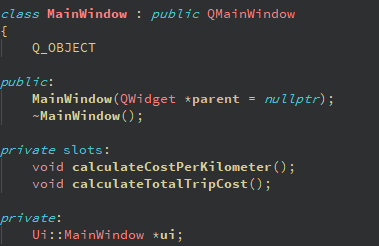 class MainWindow : public QMainWindow
{
    Q_OBJECT

public:
    MainWindow(QWidget *parent = nullptr);
    ~MainWindow();

private slots:
    void calculateCostPerKilometer();
    void calculateTotalTripCost();

private:
    Ui::MainWindow *ui;